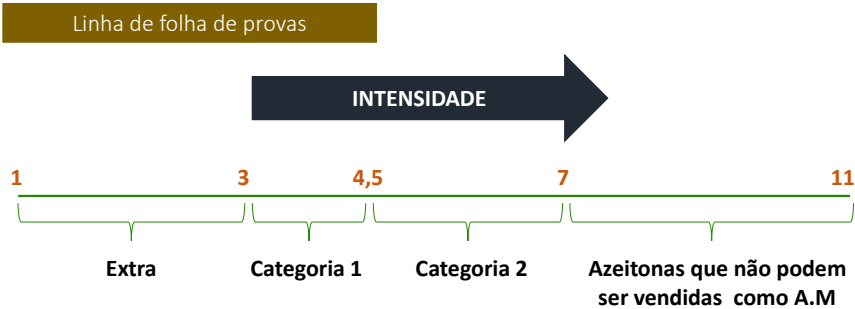 Linha de folha de provas
INTENSIDADE
1 3 4,5 7 11
Extra Categoria 1 Categoria 2 Azeitonas que não podem
ser vendidas como A.M